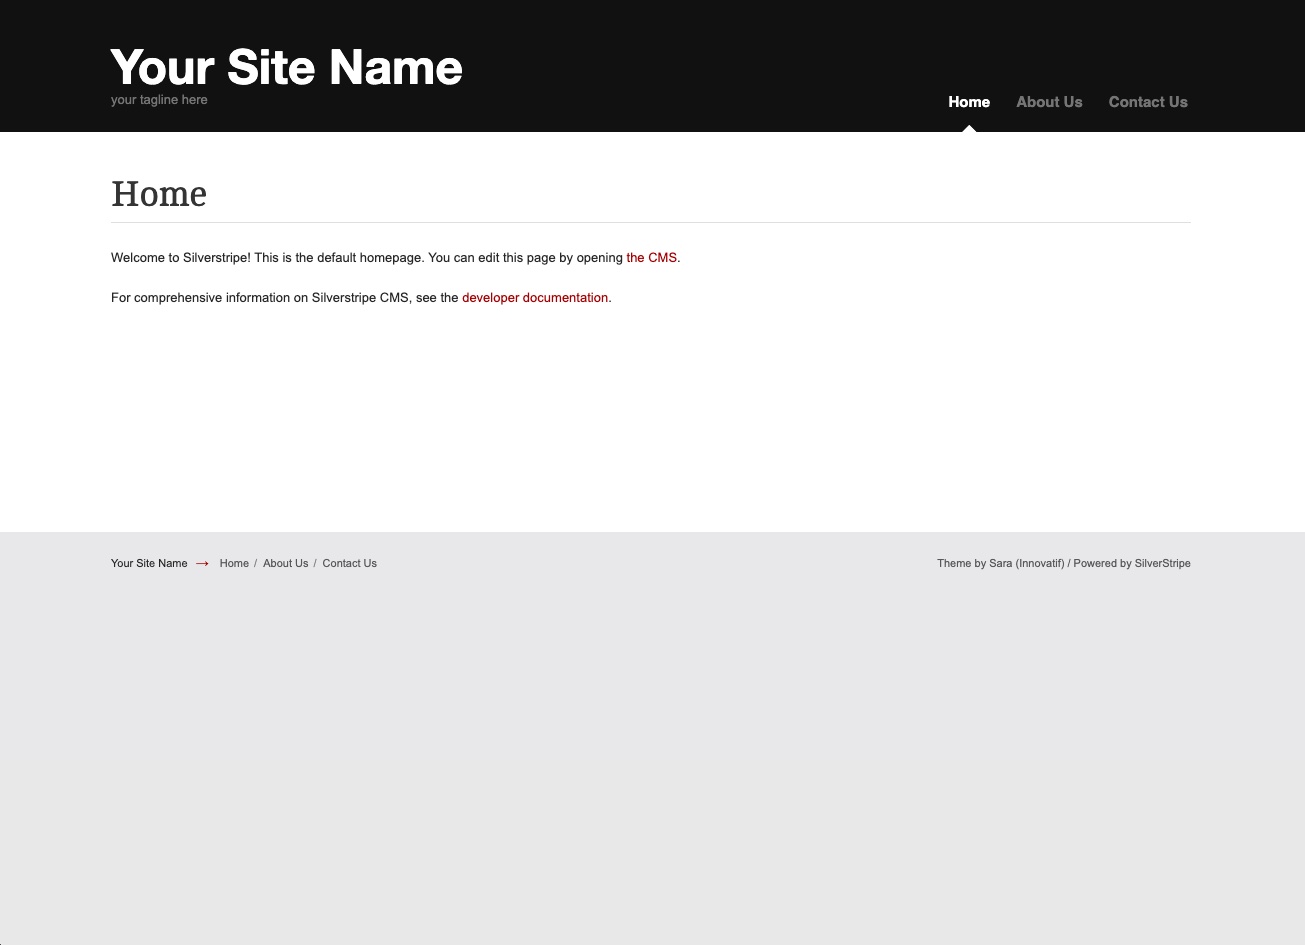 Your Site Name
your tagline here
Home About Us Contact Us
Home
Welcome to Silverstripe! This is the default homepage. You can edit this page by opening the CMS.
For comprehensive information on Silverstripe CMS, see the developer documentation.
Your Site Name → Home / About Us / Contact Us
Theme by Sara (Innovatif) / Powered by SilverStripe